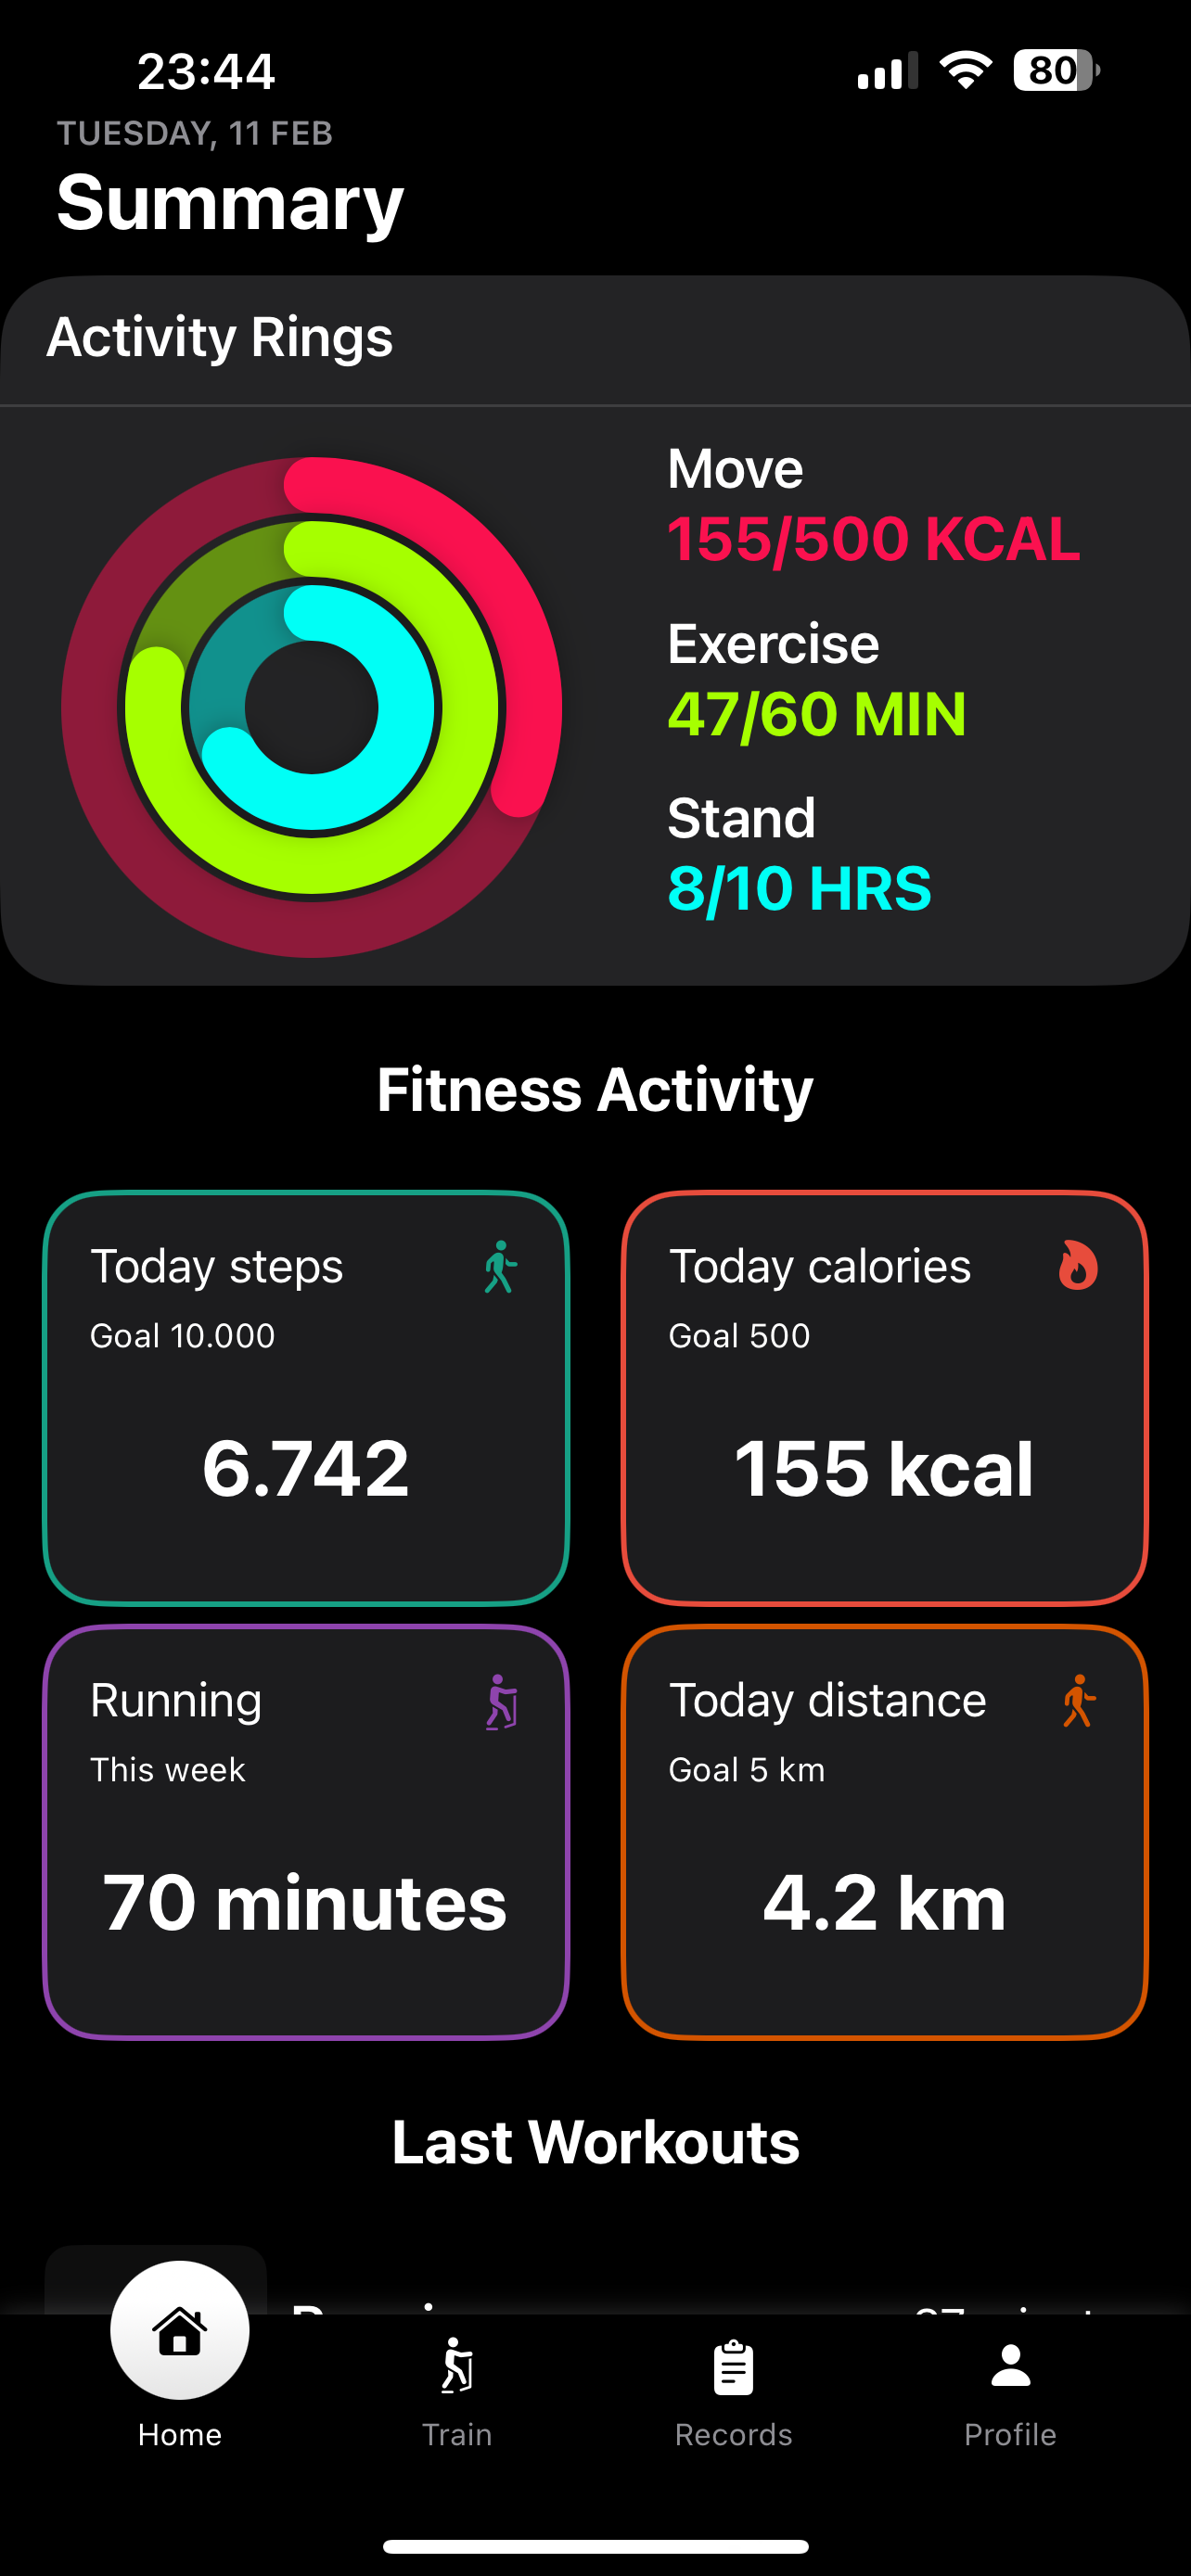 23:44
80
TUESDAY, 11 FEB
Summary
Activity Rings
Move
155/500 KCAL
Exercise
47/60 MIN
Stand
8/10 HRS
Fitness Activity
Today steps
Goal 10.000
6.742
Today calories
Goal 500
155 kcal
Running
This week
70 minutes
Today distance
Goal 5 km
4.2 km
Last Workouts
Home
Train
Records
Profile